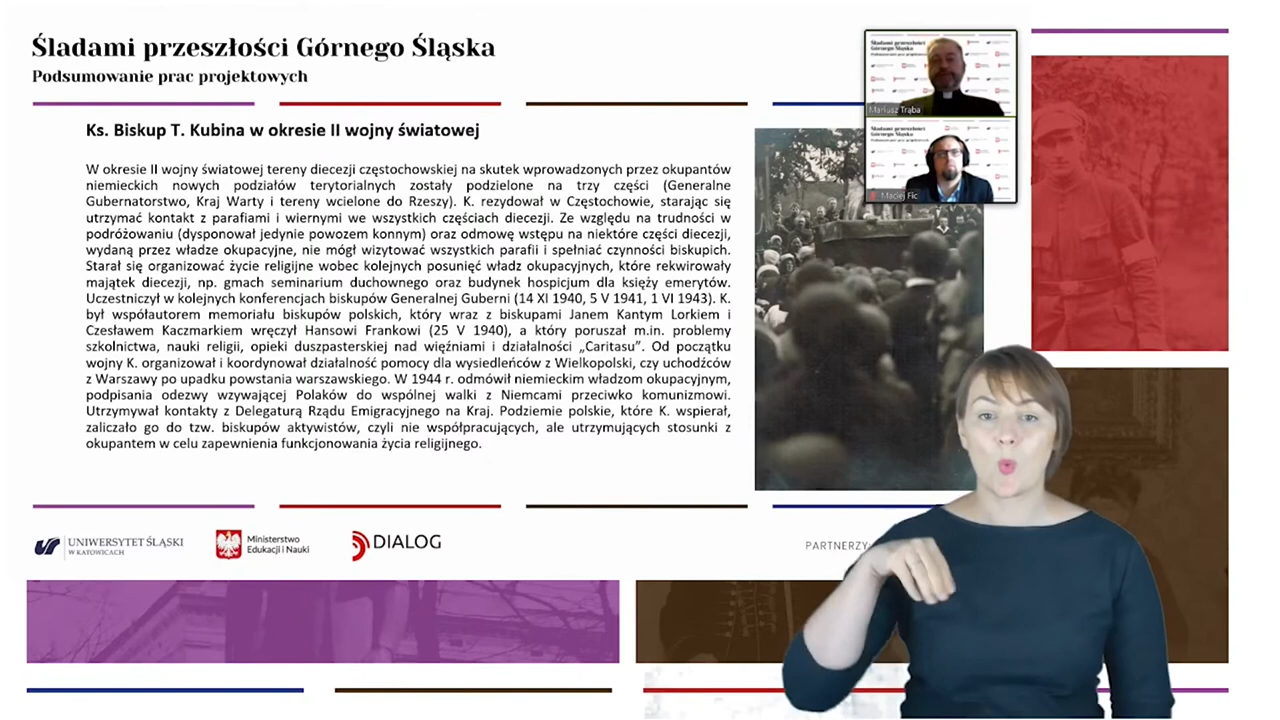 Śladami przeszłości Górnego Śląska
Podsumowanie prac projektowych
Ks. Biskup T. Kubina w okresie II wojny światowej
W okresie II wojny światowej tereny diecezji częstochowskiej na skutek wprowadzonych przez okupantów
niemieckich nowych podziałów terytorialnych zostały podzielone na trzy części (Generalne
Gubernatorstwo, Kraj Warty i tereny wcielone do Rzeszy). K. rezydował w Częstochowie, starając się
utrzymać kontakt z parafiami i wiernymi we wszystkich częściach diecezji. Ze względu na trudności w
podróżowaniu (dysponował jedynie powozem konnym) oraz odmowę wstępu na niektóre części diecezji,
wydaną przez władze okupacyjne, nie mógł wizytować wszystkich parafii i spełniać czynności biskupich.
Starał się organizować życie religijne wobec kolejnych posunięć władz okupacyjnych, które rekwirowały
majątek diecezji, np. gmach seminarium duchownego oraz budynek hospicjum dla księży emerytów.
Uczestniczył w kolejnych konferencjach biskupów Generalnej Guberni (14 XI 1940, 5 V 1941, 1 VI 1943). K.
był współautorem memoriału biskupów polskich, który wraz z biskupami Janem Kantym Lorkiem i
Czesławem Kaczmarkiem wręczył Hansowi Frankowi (25 V 1940), a który poruszał m.in. problemy
szkolnictwa, nauki religii, opieki duszpasterskiej nad więźniami i działalności „Caritasu”. Od początku
wojny K. organizował i koordynował działalność pomocy dla wysiedleńców z Wielkopolski, czy uchodźców
z Warszawy po upadku powstania warszawskiego. W 1944 r. odmówił niemieckim władzom okupacyjnym,
podpisania odezwy wzywającej Polaków do wspólnej walki z Niemcami przeciwko komunizmowi.
Utrzymywał kontakty z Delegaturą Rządu Emigracyjnego na Kraj. Podziemie polskie, które K. wspierał,
zaliczało go do tzw. biskupów aktywistów, czyli nie współpracujących, ale utrzymujących stosunki z
okupantem w celu zapewnienia funkcjonowania życia religijnego.
Śladami przeszłości
Górnego Śląska
Mariusz Trąba
Śladami przeszłości
Górnego Śląska
Maciej Fic
UNIWERSYTET ŚLĄSKI
W KATOWICACH
Ministerstwo
Edukacji i Nauki
DIALOG
PARTNERZY: